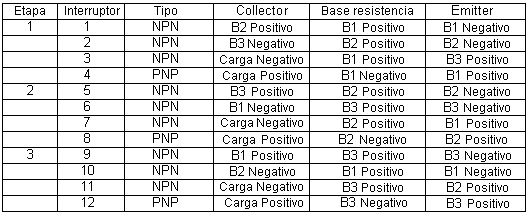 Etapa Interruptor Tipo Collector Base resistencia Emitter
1 1 NPN B2 Positivo B1 Positivo B1 Negativo
2 NPN B3 Negativo B2 Positivo B2 Negativo
3 NPN Carga Negativo B1 Positivo B3 Positivo
4 PNP Carga Positivo B1 Negativo B1 Positivo
2 5 NPN B3 Positivo B2 Positivo B2 Negativo
6 NPN B1 Negativo B3 Positivo B3 Negativo
7 NPN Carga Negativo B2 Positivo B1 Positivo
8 PNP Carga Positivo B2 Negativo B2 Positivo
3 9 NPN B1 Positivo B3 Positivo B3 Negativo
10 NPN B2 Negativo B1 Positivo B1 Negativo
11 NPN Carga Negativo B3 Positivo B2 Positivo
12 PNP Carga Positivo B3 Negativo B3 Positivo